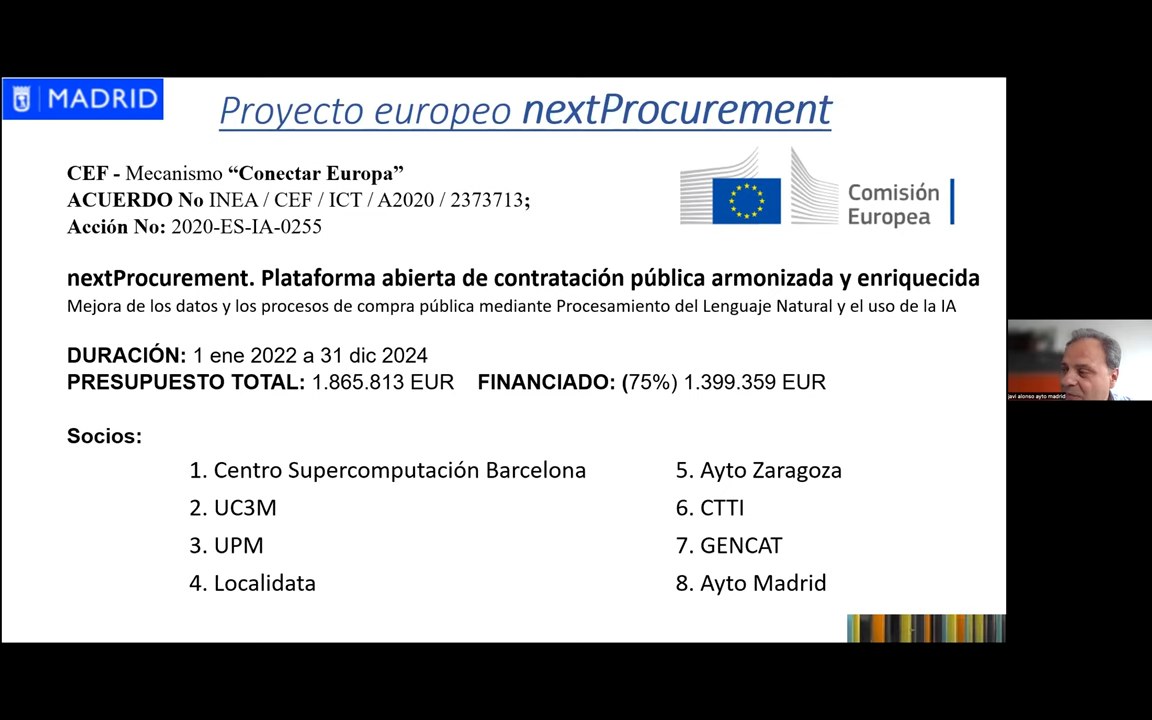 MADRID
Proyecto europeo nextProcurement
CEF - Mecanismo “Conectar Europa”
ACUERDO No INEA / CEF / ICT / A2020 / 2373713;
Acción No: 2020-ES-IA-0255
Comisión
Europea
nextProcurement. Plataforma abierta de contratación pública armonizada y enriquecida
Mejora de los datos y los procesos de compra pública mediante Procesamiento del Lenguaje Natural y el uso de la IA
DURACIÓN: 1 ene 2022 a 31 dic 2024
PRESUPUESTO TOTAL: 1.865.813 EUR FINANCIADO: (75%) 1.399.359 EUR
javi alonso ayto madrid
Socios:
1. Centro Supercomputación Barcelona
2. UC3M
3. UPM
4. Localidata
5. Ayto Zaragoza
6. CTTI
7. GENCAT
8. Ayto Madrid